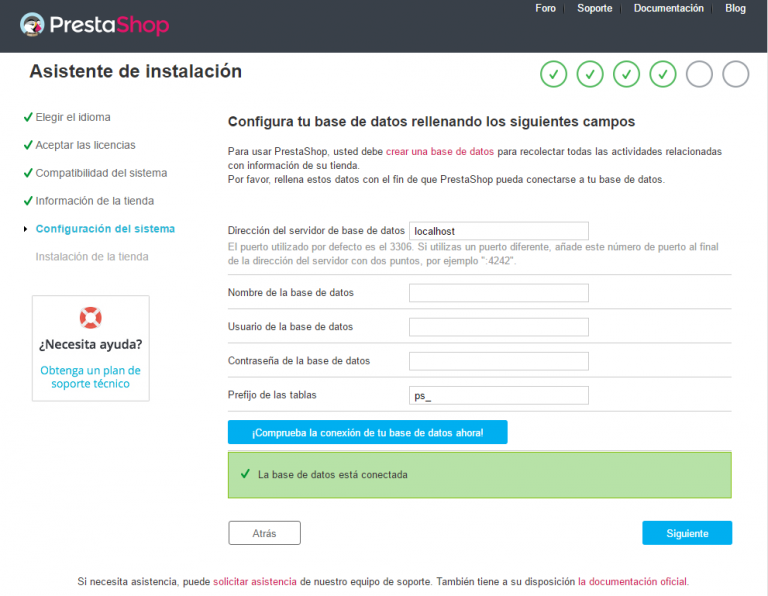 Foro
Soporte
Documentación
Blog
PrestaShop
Asistente de instalación
Elegir el idioma
Aceptar las licencias
Compatibilidad del sistema
Información de la tienda
Configuración del sistema
Instalación de la tienda
¿Necesita ayuda?
Obtenga un plan de
soporte técnico
Configura tu base de datos rellenando los siguientes campos
Para usar PrestaShop, usted debe crear una base de datos para recolectar todas las actividades relacionadas
con información de su tienda.
Por favor, rellena estos datos con el fin de que PrestaShop pueda conectarse a tu base de datos.
Dirección del servidor de base de datos localhost
El puerto utilizado por defecto es el 3306. Si utilizas un puerto diferente, añade este número de puerto al final
de la dirección del servidor con dos puntos, por ejemplo ":4242".
Nombre de la base de datos
Usuario de la base de datos
Contraseña de la base de datos
Prefijo de las tablas ps_
¡Comprueba la conexión de tu base de datos ahora!
La base de datos está conectada
Atrás
Siguiente
Si necesita asistencia, puede solicitar asistencia de nuestro equipo de soporte. También tiene a su disposición la documentación oficial.